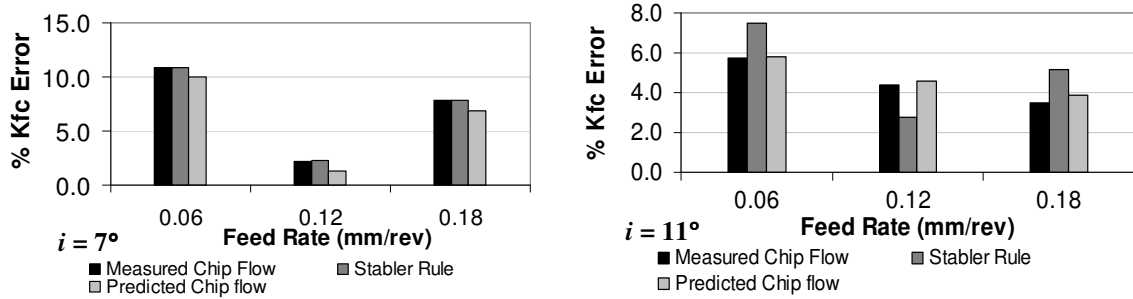 % Kfc Error
15.0
10.0
5.0
0.0
0.06 0.12 0.18
Feed Rate (mm/rev)
i = 7°
Measured Chip Flow
Stabler Rule
Predicted Chip flow
% Kfc Error
8.0
6.0
4.0
2.0
0.0
0.06 0.12 0.18
Feed Rate (mm/rev)
i = 11°
Measured Chip Flow
Stabler Rule
Predicted Chip flow